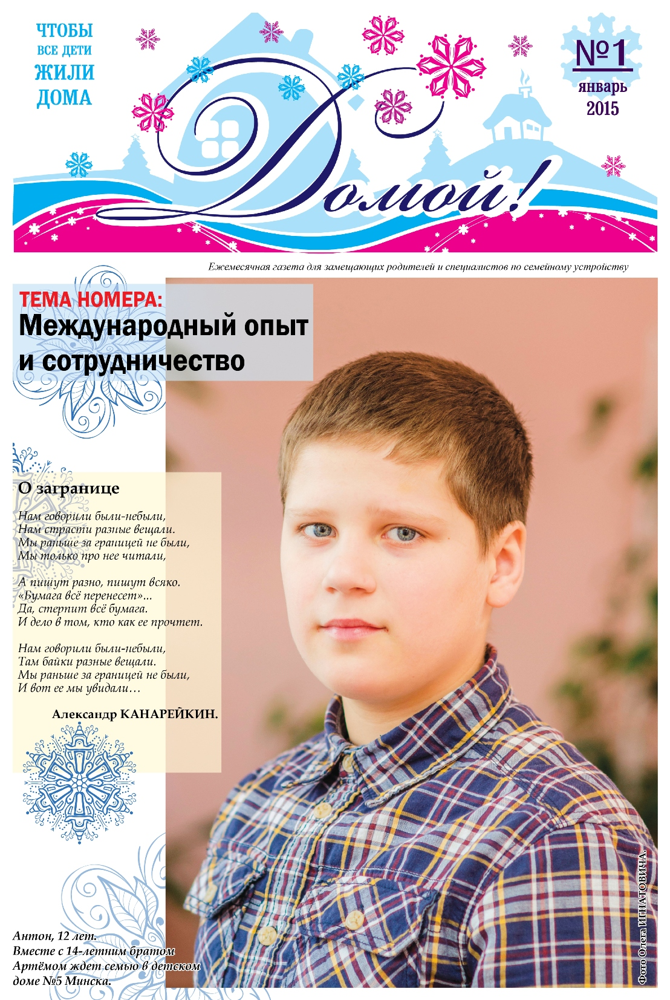 ЧТОБЫ
ВСЕ ДЕТИ
ЖИЛИ
ДОМА
№1
январь
2015
Домой!
Ежемесячная газета для замещающих родителей и специалистов по семейному устройству
ТЕМА НОМЕРА:
Международный опыт
и сотрудничество
О загранице
Нам говорили были-небыли,
Нам страсти разные вещали.
Мы раньше за границей не были,
Мы только про нее читали,
А пишут разно, пишут всяко.
«Бумага всё перенесет»...
Да, стерпит всё бумага.
И дело в том, кто как ее прочтет.
Нам говорили были-небыли,
Там байки разные вещали.
Мы раньше за границей не были,
И вот ее мы увидали…
Александр КАНАРЕЙКИН.
Антон, 12 лет.
Вместе с 14-летним братом
Артёмом ждет семью в детском
доме №5 Минска.
Фото Олега ИГНАТОВИЧА.